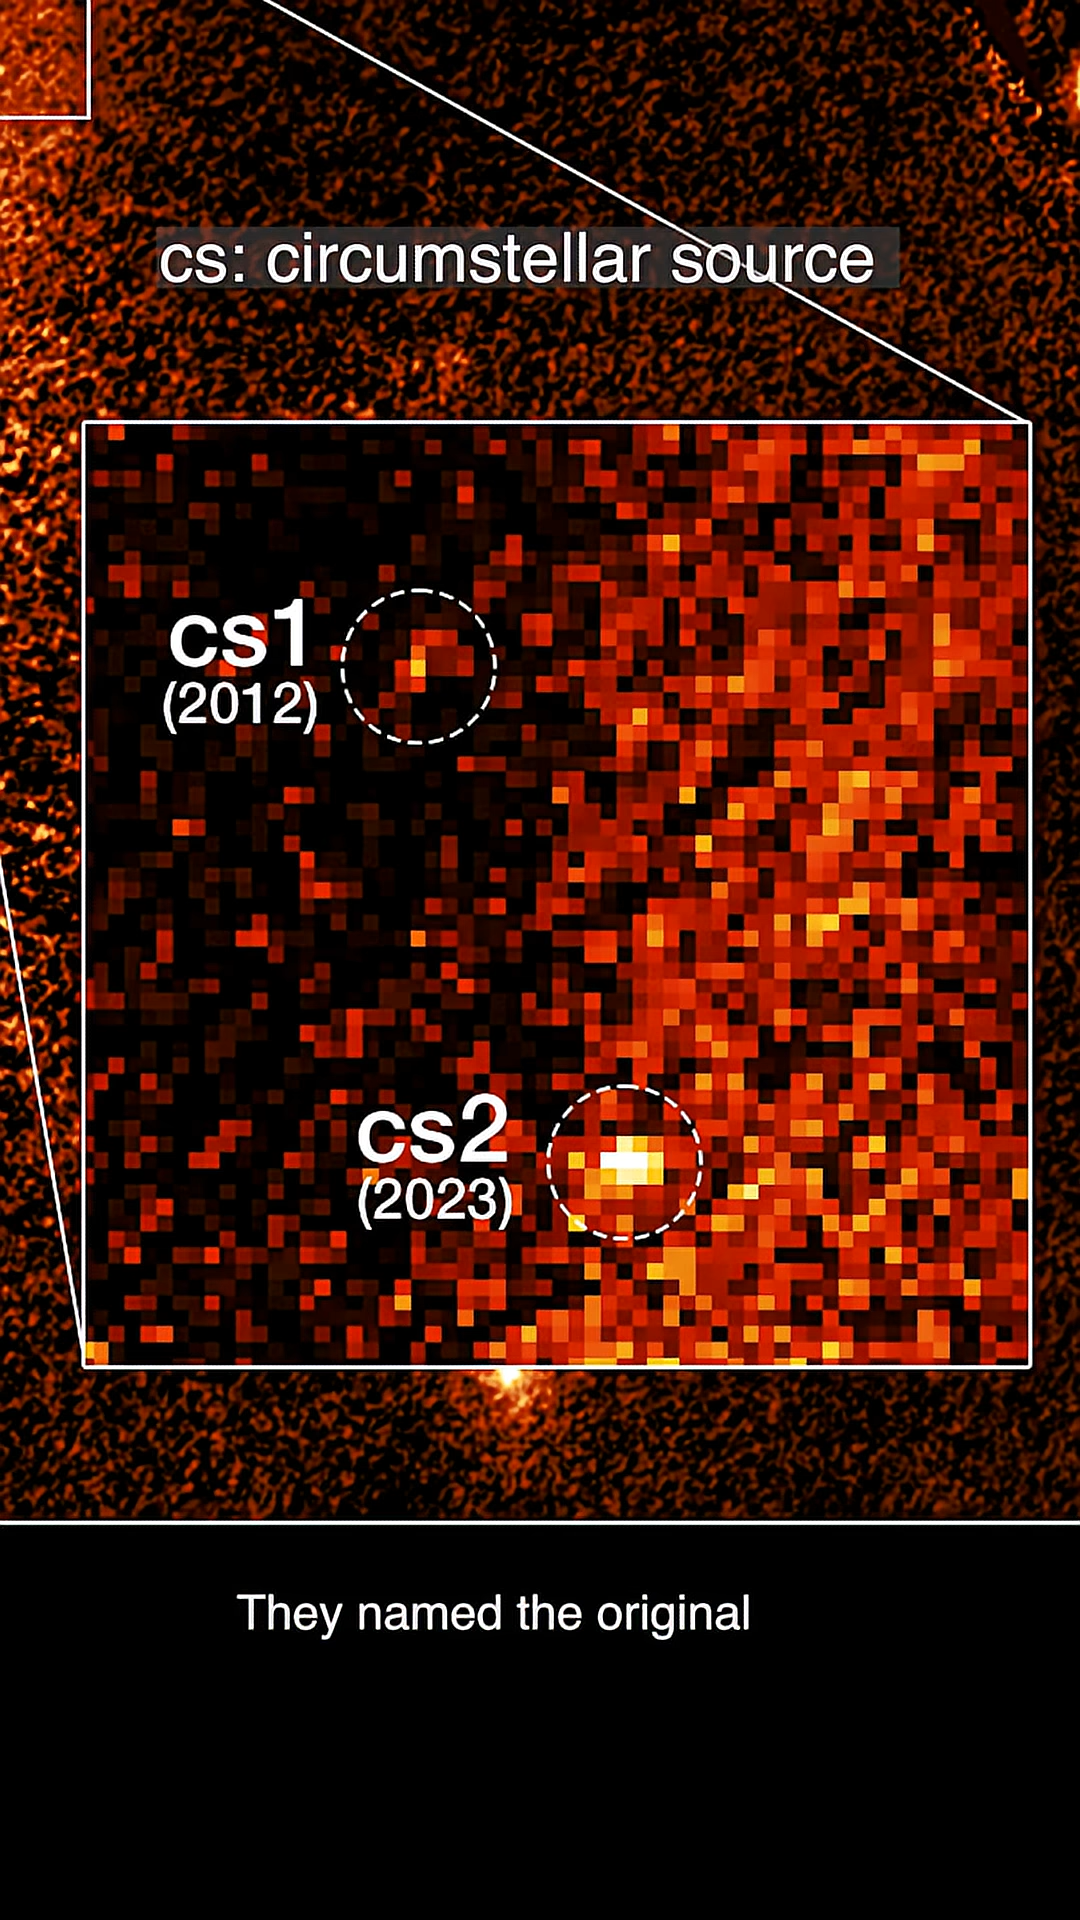 cs: circumstellar source
cs1
(2012)
cs2
(2023)
They named the original